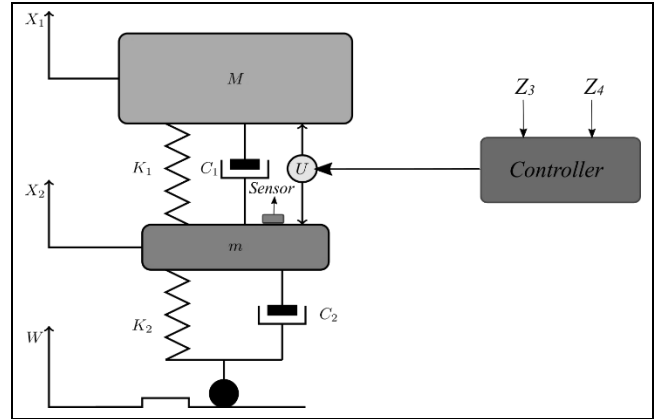 X₁
M
Z₃ Z₄
K₁
C₁
U
Controller
Sensor
X₂
m
K₂
C₂
W